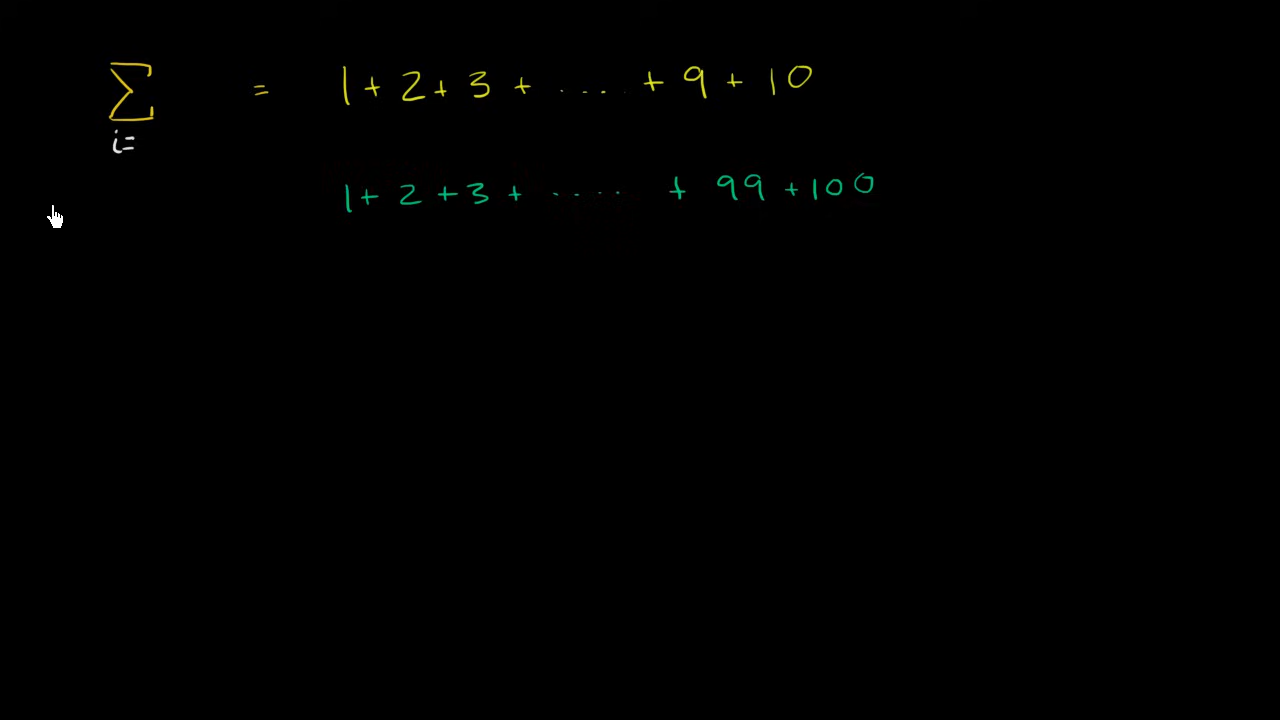 ∑ = 1 + 2 + 3 + .... + 9 + 10
i=
1 + 2 + 3 + .... + 99 + 100